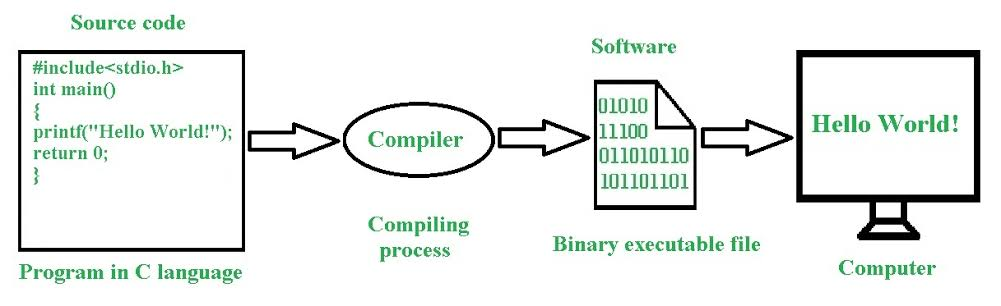 Source code
#include<stdio.h>
int main()
{
printf("Hello World!");
return 0;
}
Program in C language
Compiler
Compiling
process
Software
01010
11100
011010110
101101101
Binary executable file
Hello World!
Computer